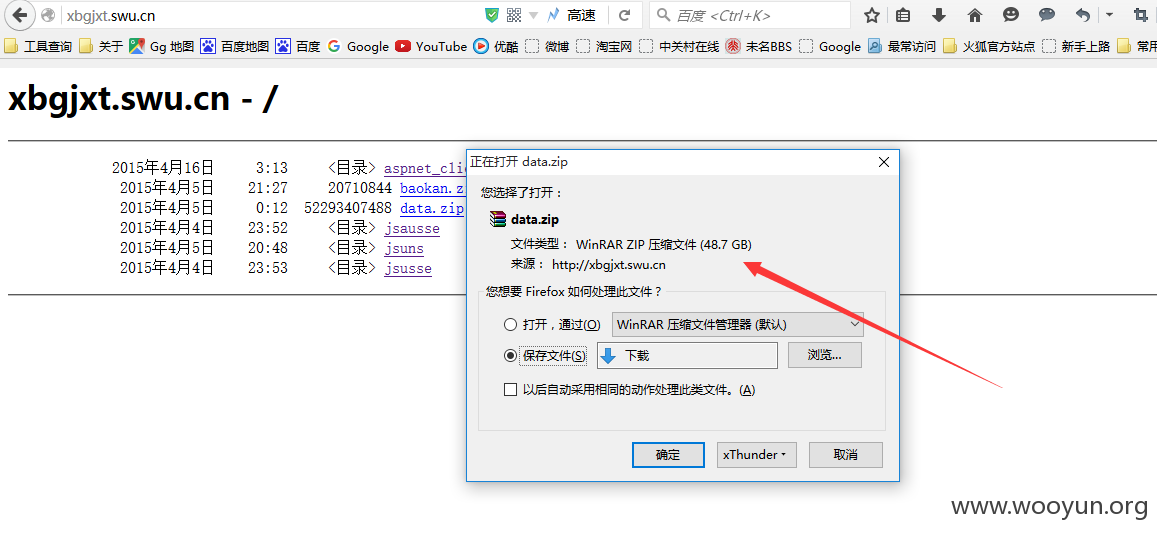 xbgjxt.swu.cn 高速 百度 <Ctrl+K>
工具查询 关于 Gg 地图 百度地图 百度 Google YouTube 优酷 微博 淘宝网 中关村在线 未名BBS Google 最常访问 火狐官方站点 新手上路 常用
xbgjxt.swu.cn - /
2015年4月16日 3:13 <目录> aspnet_clie
2015年4月5日 21:27 20710844 baokan.zi
2015年4月5日 0:12 52293407488 data.zip
2015年4月4日 23:52 <目录> jsausse
2015年4月5日 20:48 <目录> jsuns
2015年4月4日 23:53 <目录> jsusse
正在打开 data.zip
您选择了打开：
data.zip
文件类型： WinRAR ZIP 压缩文件 (48.7 GB)
来源： http://xbgjxt.swu.cn
您想要 Firefox 如何处理此文件？
打开，通过(O) WinRAR 压缩文件管理器 (默认)
保存文件(S) 下载 浏览...
以后自动采用相同的动作处理此类文件。(A)
确定 xThunder 取消
www.wooyun.org